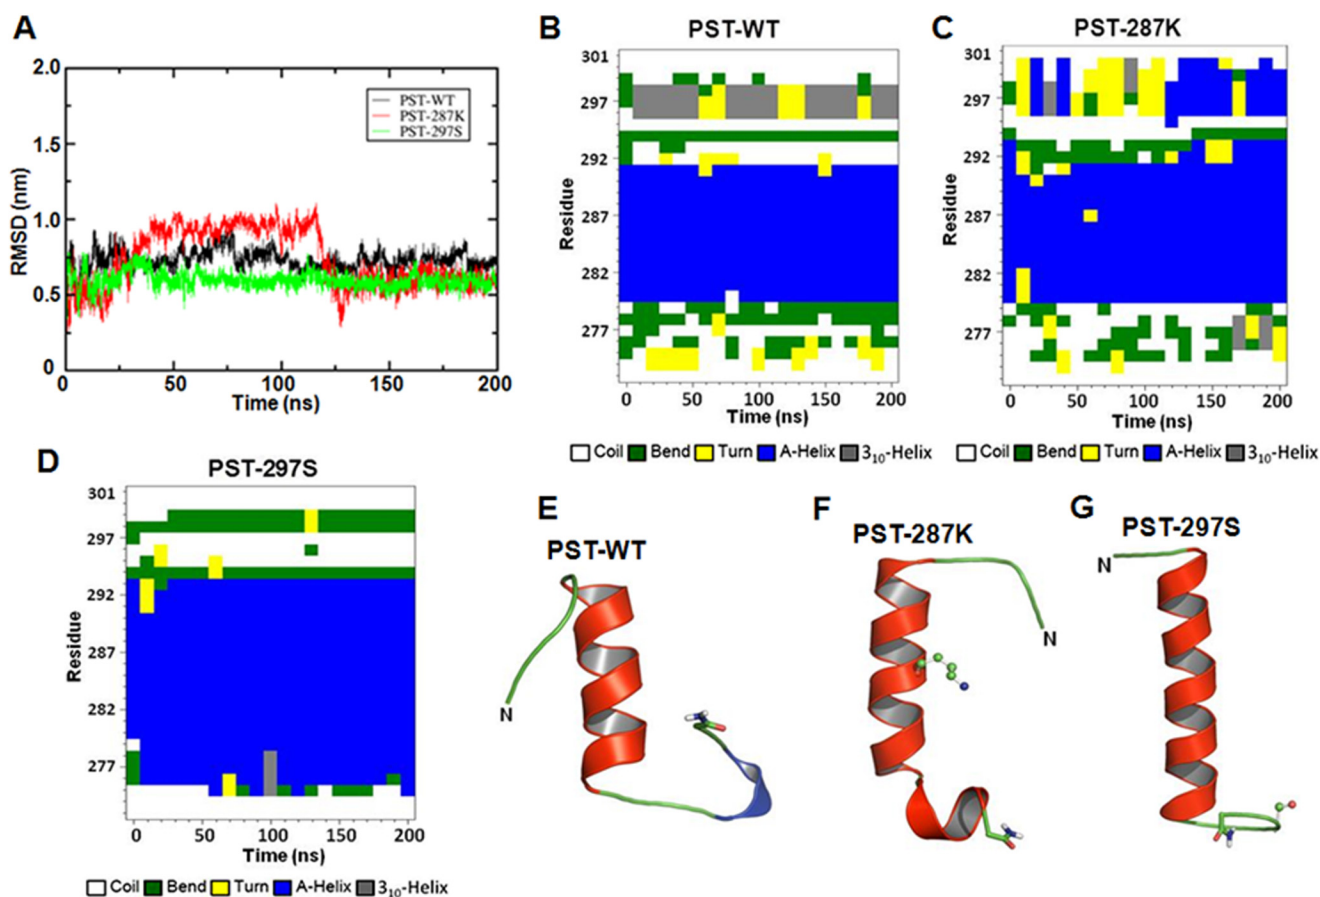 A
2.0
1.5
1.0
0.5
0
RMSD (nm)
PST-WT
PST-287K
PST-297S
0 50 100 150 200
Time (ns)
B
PST-WT
301
297
292
287
282
277
Residue
0 50 100 150 200
Time (ns)
Coil Bend Turn A-Helix 3₁₀-Helix
C
PST-287K
301
297
292
287
282
277
Residue
0 50 100 150 200
Time (ns)
Coil Bend Turn A-Helix 3₁₀-Helix
D
PST-297S
301
297
292
287
282
277
Residue
0 50 100 150 200
Time (ns)
Coil Bend Turn A-Helix 3₁₀-Helix
E
PST-WT
N
F
PST-287K
N
G
PST-297S
N